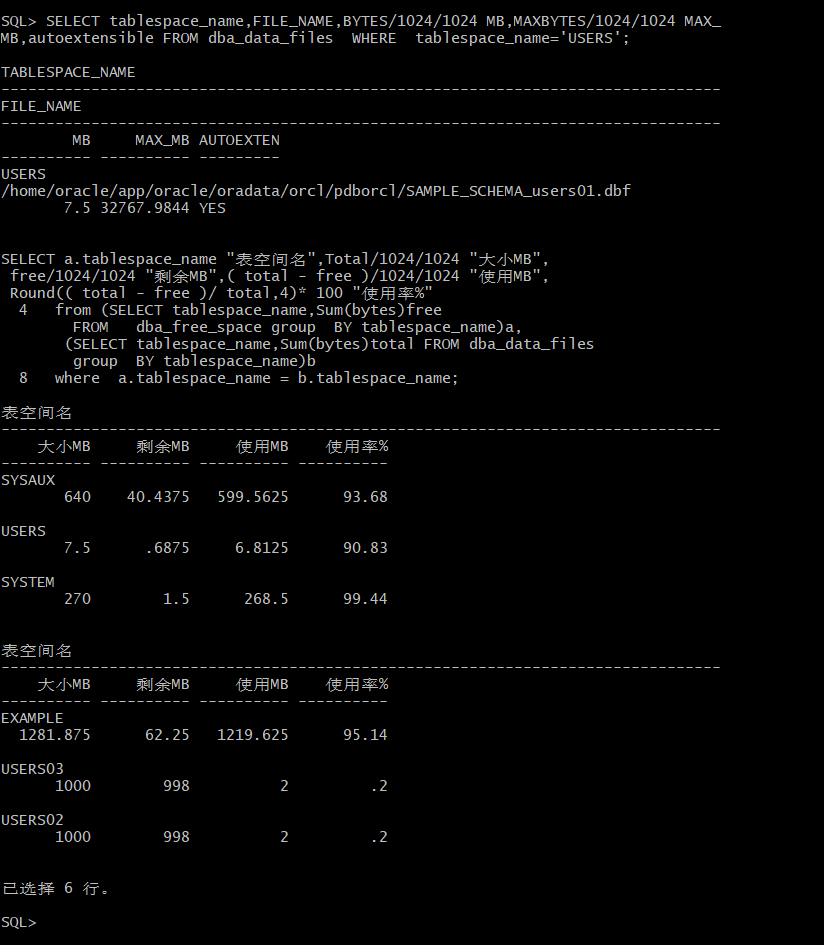 SQL> SELECT tablespace_name,FILE_NAME,BYTES/1024/1024 MB,MAXBYTES/1024/1024 MAX_
MB,autoextensible FROM dba_data_files  WHERE  tablespace_name='USERS';
TABLESPACE_NAME
--------------------------------------------------------------------------------
FILE_NAME
--------------------------------------------------------------------------------
        MB     MAX_MB AUTOEXTEN
---------- ---------- ---------
USERS
/home/oracle/app/oracle/oradata/orcl/pdborcl/SAMPLE_SCHEMA_users01.dbf
       7.5 32767.9844 YES
SELECT a.tablespace_name "表空间名",Total/1024/1024 "大小MB",
 free/1024/1024 "剩余MB",( total - free )/1024/1024 "使用MB",
 Round(( total - free )/ total,4)* 100 "使用率%"
  4   from (SELECT tablespace_name,Sum(bytes)free
        FROM   dba_free_space group  BY tablespace_name)a,
       (SELECT tablespace_name,Sum(bytes)total FROM dba_data_files
        group  BY tablespace_name)b
  8   where  a.tablespace_name = b.tablespace_name;
表空间名
--------------------------------------------------------------------------------
    大小MB     剩余MB     使用MB    使用率%
---------- ---------- ---------- ----------
SYSAUX
       640    40.4375   599.5625      93.68
USERS
       7.5      .6875     6.8125      90.83
SYSTEM
       270        1.5      268.5      99.44
表空间名
--------------------------------------------------------------------------------
    大小MB     剩余MB     使用MB    使用率%
---------- ---------- ---------- ----------
EXAMPLE
  1281.875      62.25   1219.625      95.14
USERS03
      1000        998          2         .2
USERS02
      1000        998          2         .2
已选择 6 行。
SQL>